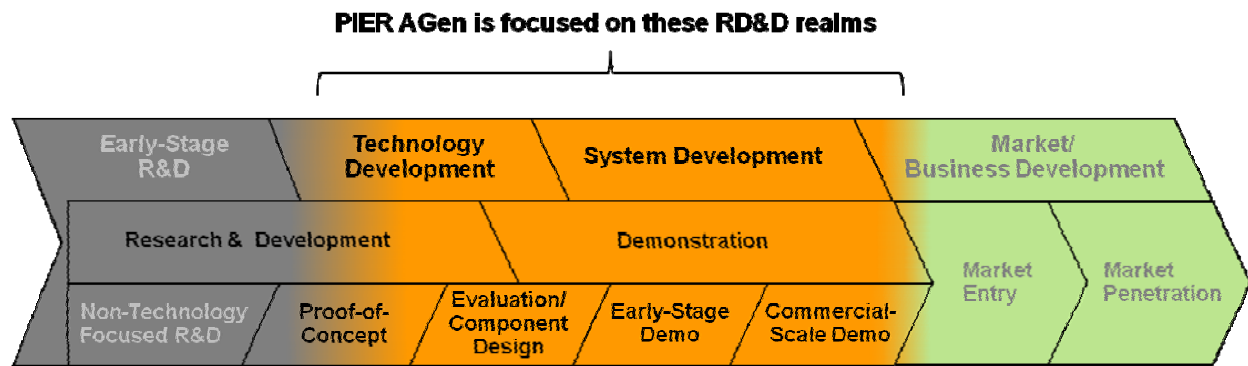 PIER AGen is focused on these RD&D realms
Early-Stage
R&D
Technology
Development
System Development
Market/
Business Development
Research & Development
Demonstration
Non-Technology
Focused R&D
Proof-of-
Concept
Evaluation/
Component
Design
Early-Stage
Demo
Commercial-
Scale Demo
Market
Entry
Market
Penetration